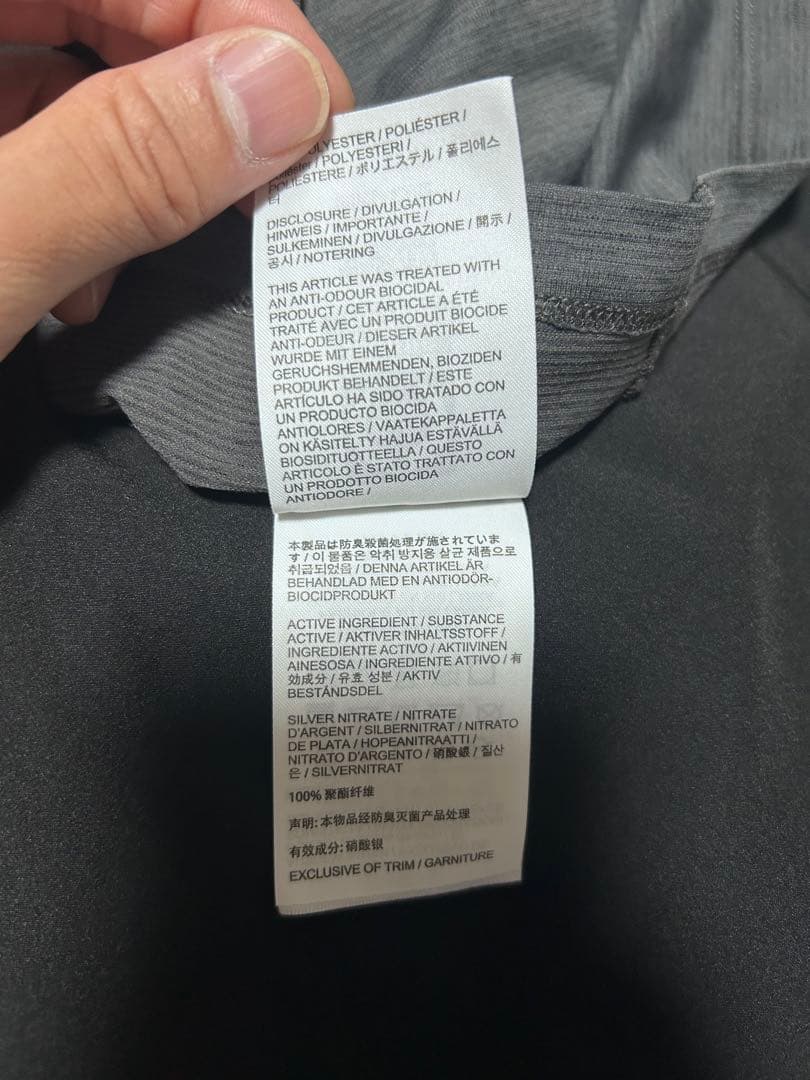 POLYESTER / POLIÉSTER /
/ POLYESTERI /
POLIESTERE / ポリエステル / 폴리에스
터
DISCLOSURE / DIVULGATION /
HINWEIS / IMPORTANTE /
SULKEMINEN / DIVULGAZIONE / 開示 /
공시 / NOTERING
THIS ARTICLE WAS TREATED WITH
AN ANTI-ODOUR BIOCIDAL
PRODUCT / CET ARTICLE A ÉTÉ
TRAITÉ AVEC UN PRODUIT BIOCIDE
ANTI-ODEUR / DIESER ARTIKEL
WURDE MIT EINEM
GERUCHSHEMMENDEN, BIOZIDEN
PRODUKT BEHANDELT / ESTE
ARTÍCULO HA SIDO TRATADO CON
UN PRODUCTO BIOCIDA
ANTIOLORES / VAATEKAPPALETTA
ON KÄSITELTY HAJUA ESTÄVÄLLÄ
BIOSIDITUOTTEELLA / QUESTO
ARTICOLO È STATO TRATTATO CON
UN PRODOTTO BIOCIDA
ANTIODORE /
本製品は防臭殺菌処理が施されていま
す / 이 물품은 악취 방지용 살균 제품으로
취급되었음 / DENNA ARTIKEL ÄR
BEHANDLAD MED EN ANTIODÖR-
BIOCIDPRODUKT
ACTIVE INGREDIENT / SUBSTANCE
ACTIVE / AKTIVER INHALTSSTOFF /
INGREDIENTE ACTIVO / AKTIIVINEN
AINESOSA / INGREDIENTE ATTIVO / 有
効成分 / 유효 성분 / AKTIV
BESTÅNDSDEL
SILVER NITRATE / NITRATE
D'ARGENT / SILBERNITRAT / NITRATO
DE PLATA / HOPEANITRAATTI /
NITRATO D'ARGENTO / 硝酸銀 / 질산
은 / SILVERNITRAT
100% 聚酯纤维
声明: 本物品经防臭灭菌产品处理
有效成分: 硝酸银
EXCLUSIVE OF TRIM / GARNITURE